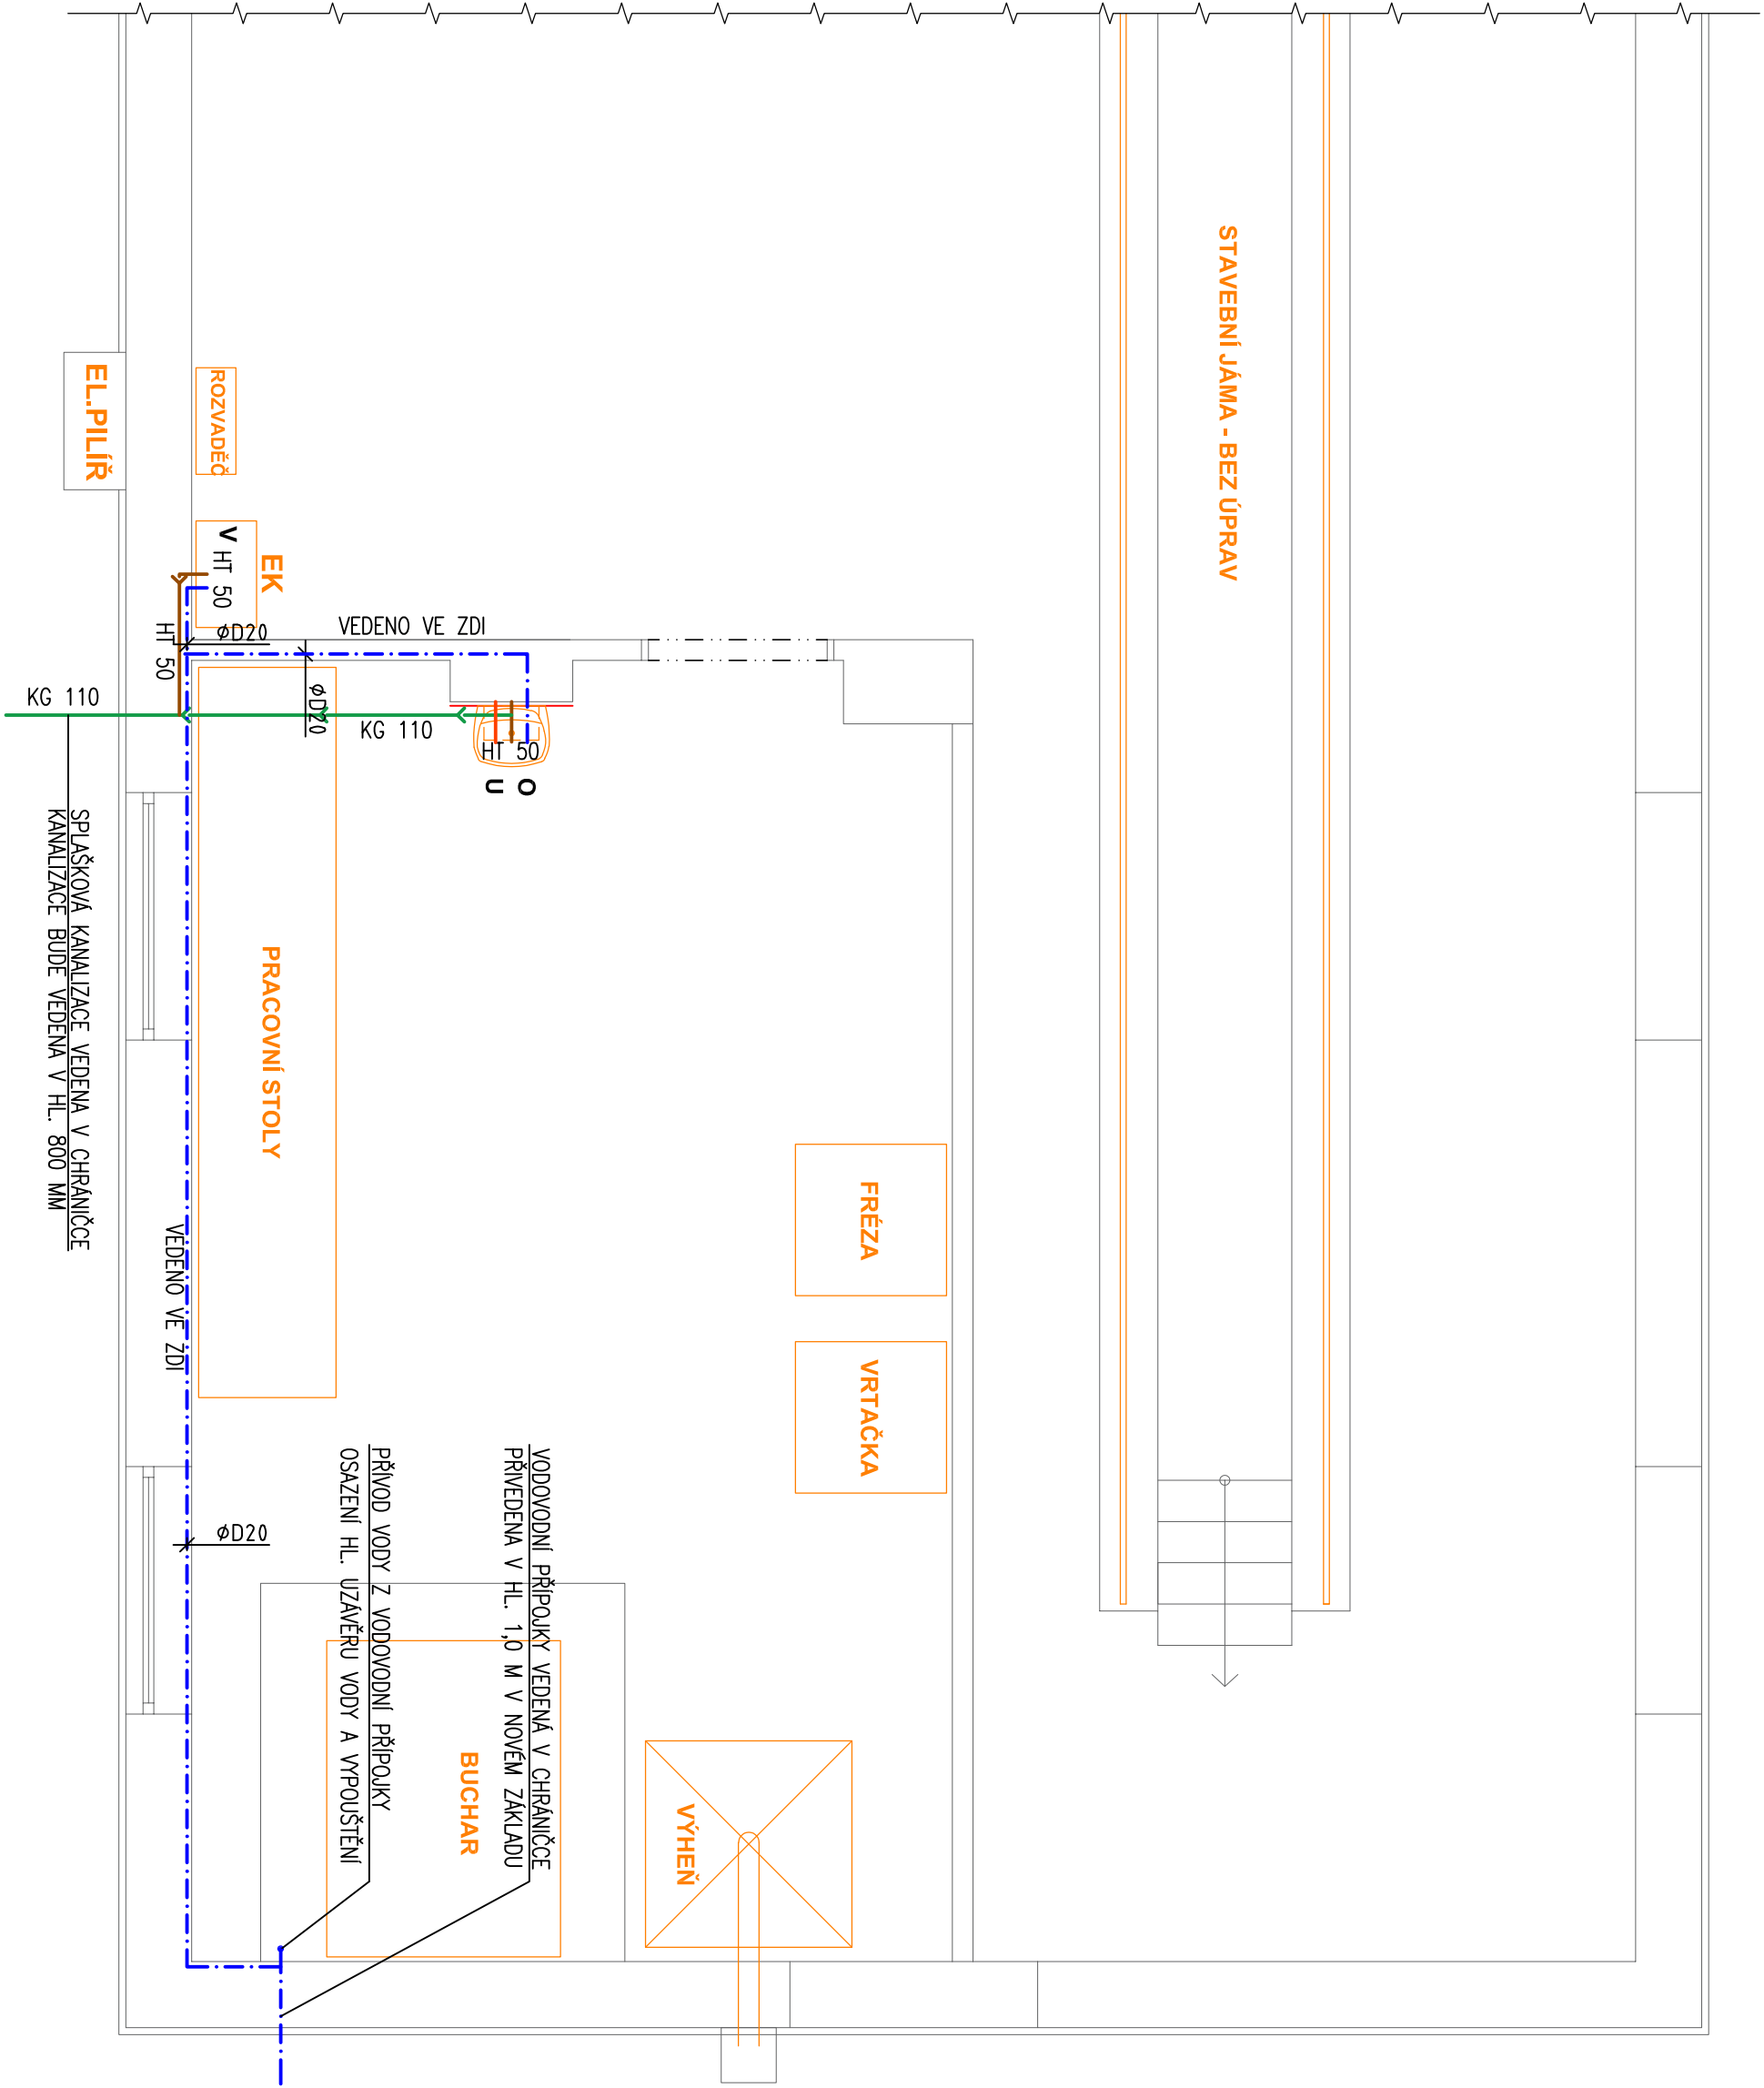 STAVEBNÍ JÁMA - BEZ ÚPRAV
EL.PILÍŘ
ROZVADĚČ
V
HT 50
EK
HT 50
ΦD20
VEDENO VE ZDI
ΦD20
KG 110
KG 110
HT 50
U
O
SPLAŠKOVÁ KANALIZACE VEDENA V CHRÁNIČCE
KANALIZACE BUDE VEDENA V HL. 800 MM
PRACOVNÍ STOLY
VEDENO VE ZDI
FRÉZA
VRTAČKA
VODOVODNÍ PŘÍPOJKY VEDENÁ V CHRÁNIČCE
PŘIVEDENA V HL. 1,0 M V NOVÉM ZÁKLADU
PŘÍVOD VODY Z VODOVODNÍ PŘÍPOJKY
OSAZENÍ HL. UZÁVĚRU VODY A VYPOUŠTĚNÍ
ΦD20
BUCHAR
VÝHEŇ